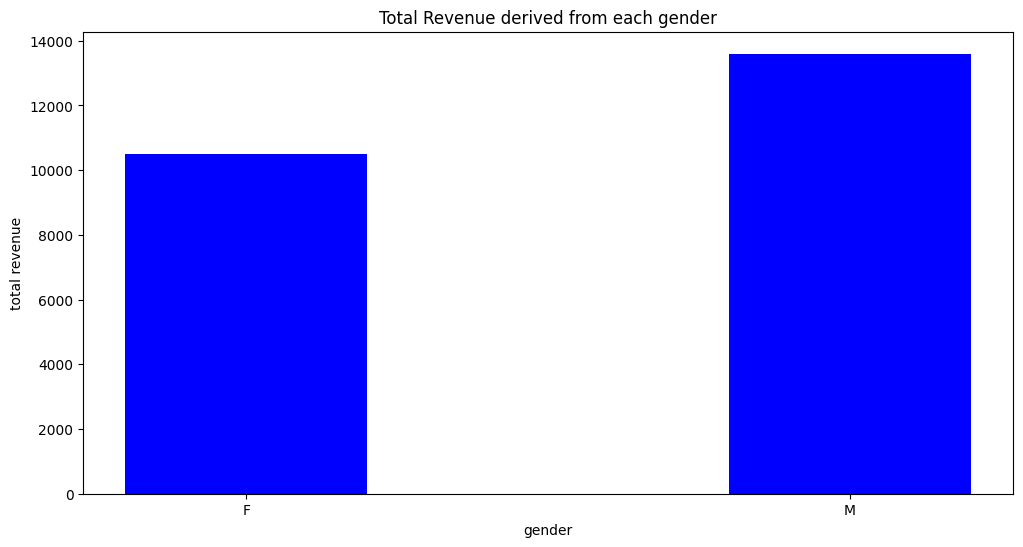 Total Revenue derived from each gender
14000
12000
10000
8000
6000
4000
2000
0
total revenue
F
M
gender